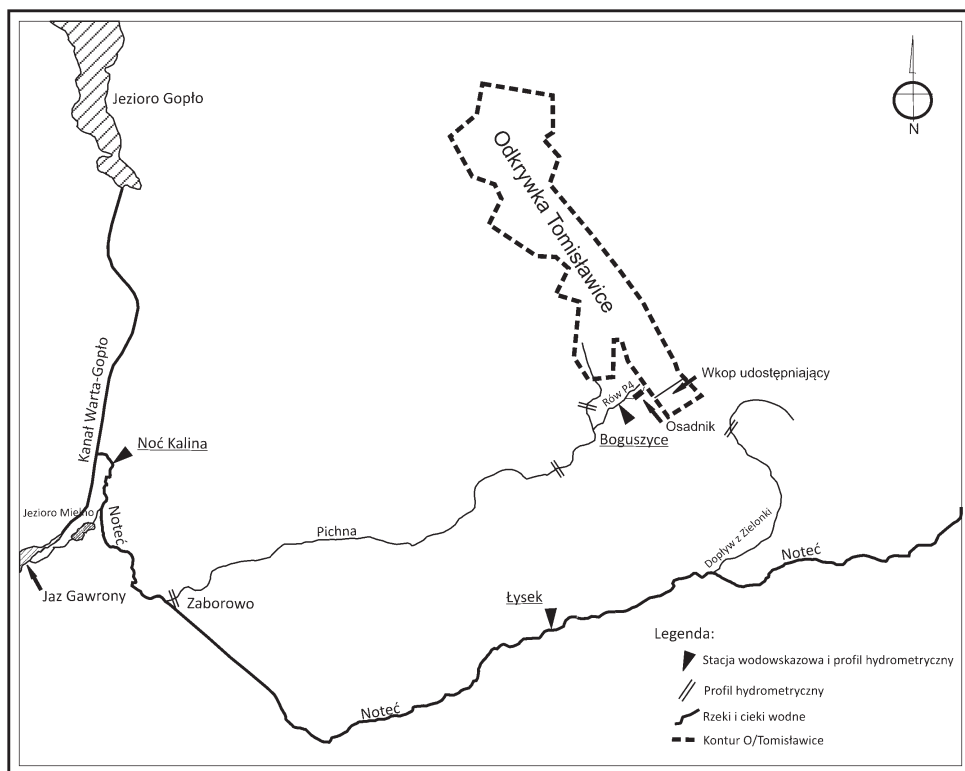 Jezioro Gopło
N
Odkrywka Tomisławice
Kanał Warta-Gopło
Wkop udostępniający
Rów P4
Osadnik
Boguszyce
Noć Kalina
Jezioro Mielno
Noteć
Pichna
Dopływ z Zielonki
Noteć
Jaz Gawrony
Zaborowo
Łysek
Noteć
Legenda:
Stacja wodowskazowa i profil hydrometryczny
Profil hydrometryczny
Rzeki i cieki wodne
Kontur O/Tomisławice